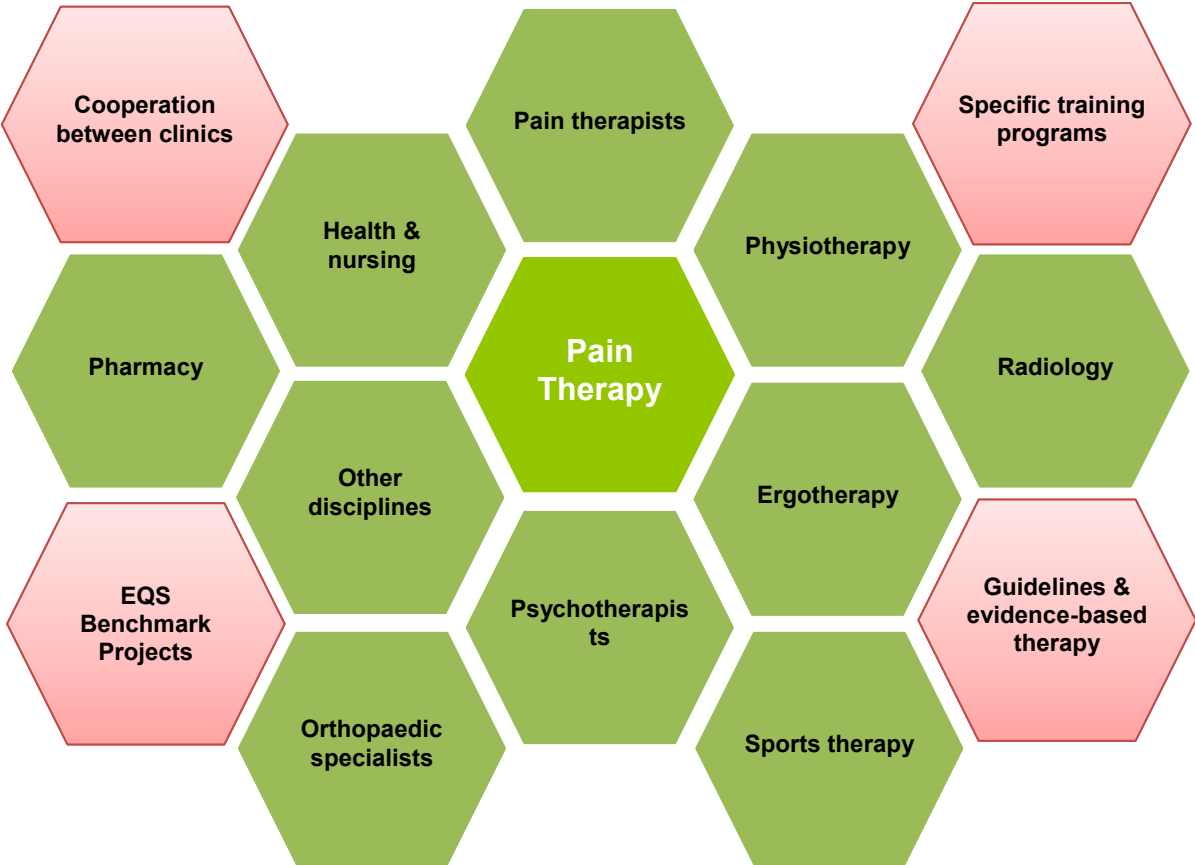 Cooperation
between clinics
Pain therapists
Specific training
programs
Health &
nursing
Physiotherapy
Pharmacy
Pain
Therapy
Radiology
Other
disciplines
Ergotherapy
EQS
Benchmark
Projects
Psychotherapis
ts
Guidelines &
evidence-based
therapy
Orthopaedic
specialists
Sports therapy